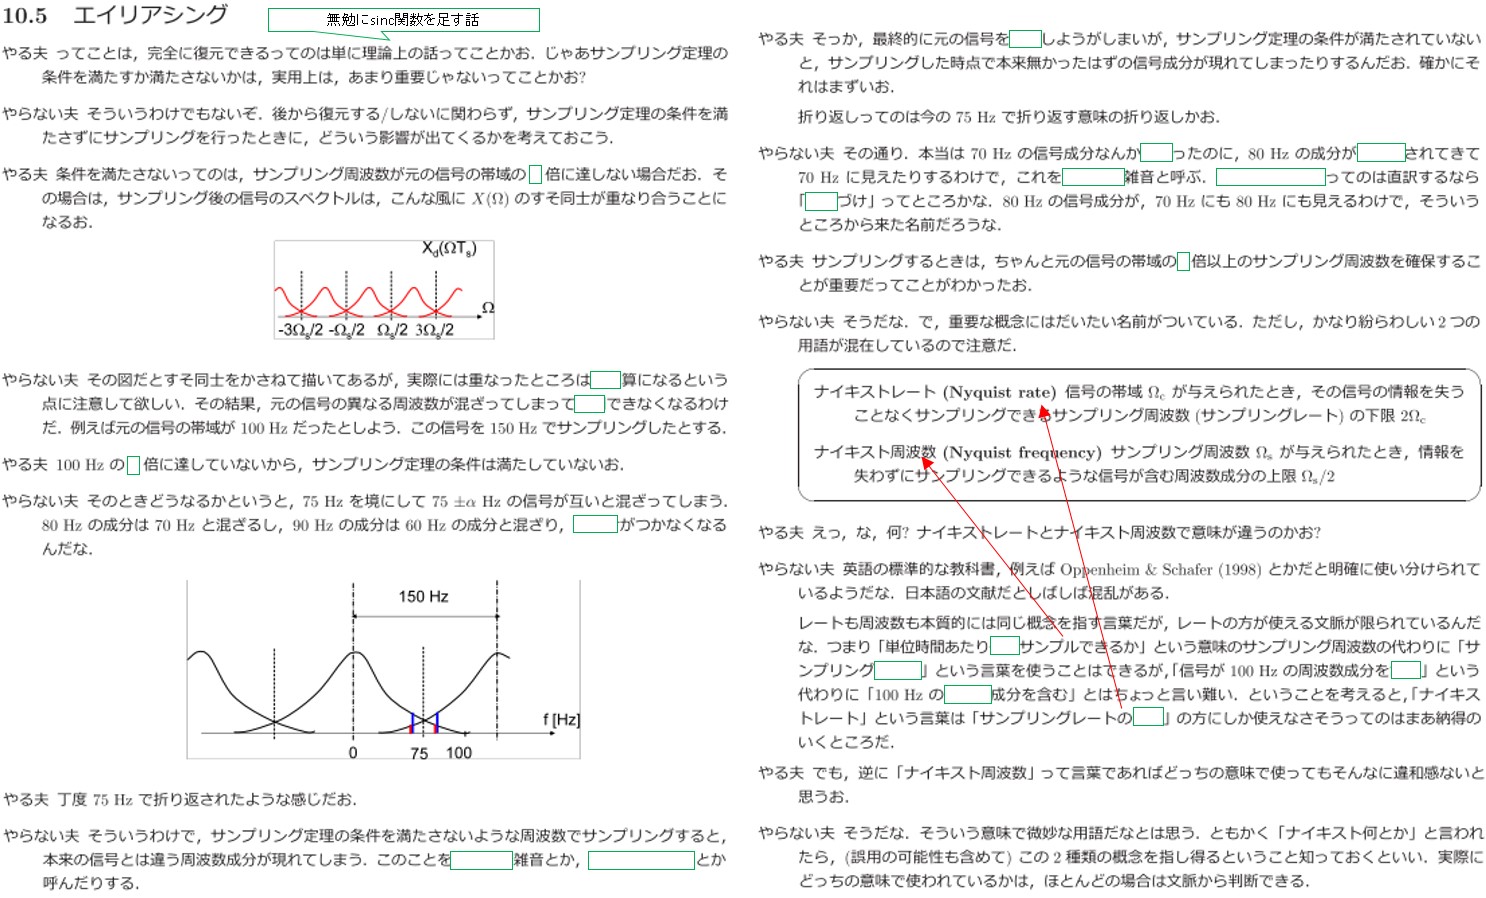 10.5 エイリアシング
無勉にsinc関数を足す話
やる夫 ってことは，完全に復元できるってのは単に理論上の話ってことかお．じゃあサンプリング定理の
条件を満たすか満たさないかは，実用上は，あまり重要じゃないってことかお?
やらない夫 そういうわけでもないぞ．後から復元する/しないに関わらず，サンプリング定理の条件を満
たさずにサンプリングを行ったときに，どういう影響が出てくるかを考えておこう．
やる夫 条件を満たさないってのは，サンプリング周波数が元の信号の帯域の 倍に達しない場合だお．そ
の場合は，サンプリング後の信号のスペクトルは，こんな風に X(Ω) のすそ同士が重なり合うことに
なるお．
Xd(ΩTs)
Ω
-3Ωs/2 -Ωs/2 Ωs/2 3Ωs/2
やらない夫 その図だとすそ同士をかさねて描いてあるが，実際には重なったところは 算になるという
点に注意して欲しい．その結果，元の信号の異なる周波数が混ざってしまって できなくなるわけ
だ．例えば元の信号の帯域が 100 Hz だったとしよう．この信号を 150 Hz でサンプリングしたとする．
やる夫 100 Hz の 倍に達していないから，サンプリング定理の条件は満たしていないお．
やらない夫 そのときどうなるかというと，75 Hz を境にして 75 ±α Hz の信号が互いと混ざってしまう．
80 Hz の成分は 70 Hz と混ざるし，90 Hz の成分は 60 Hz の成分と混ざり， がつかなくなる
んだな．
150 Hz
f [Hz]
0 75 100
やる夫 丁度 75 Hz で折り返されたような感じだお．
やらない夫 そういうわけで，サンプリング定理の条件を満たさないような周波数でサンプリングすると，
本来の信号とは違う周波数成分が現れてしまう．このことを 雑音とか， とか
呼んだりする．
やる夫 そっか，最終的に元の信号を しようがしまいが，サンプリング定理の条件が満たされていない
と，サンプリングした時点で本来無かったはずの信号成分が現れてしまったりするんだお．確かにそ
れはまずいお．
折り返しってのは今の 75 Hz で折り返す意味の折り返しかお．
やらない夫 その通り．本当は 70 Hz の信号成分なんか ったのに，80 Hz の成分が されてきて
70 Hz に見えたりするわけで，これを 雑音と呼ぶ． ってのは直訳するなら
「 づけ」ってところかな．80 Hz の信号成分が，70 Hz にも 80 Hz にも見えるわけで，そういう
ところから来た名前だろうな．
やる夫 サンプリングするときは，ちゃんと元の信号の帯域の 倍以上のサンプリング周波数を確保するこ
とが重要だってことがわかったお．
やらない夫 そうだな．で，重要な概念にはだいたい名前がついている．ただし，かなり紛らわしい 2 つの
用語が混在しているので注意だ．
ナイキストレート (Nyquist rate) 信号の帯域 Ωc が与えられたとき，その信号の情報を失う
ことなくサンプリングできるサンプリング周波数 (サンプリングレート) の下限 2Ωc
ナイキスト周波数 (Nyquist frequency) サンプリング周波数 Ωs が与えられたとき，情報を
失わずにサンプリングできるような信号が含む周波数成分の上限 Ωs/2
やる夫 えっ，な，何? ナイキストレートとナイキスト周波数で意味が違うのかお?
やらない夫 英語の標準的な教科書，例えば Oppenheim & Schafer (1998) とかだと明確に使い分けられて
いるようだな．日本語の文献だとしばしば混乱がある．
レートも周波数も本質的には同じ概念を指す言葉だが，レートの方が使える文脈が限られているんだ
な．つまり「単位時間あたり サンプルできるか」という意味のサンプリング周波数の代わりに「サ
ンプリング 」という言葉を使うことはできるが，「信号が 100 Hz の周波数成分を 」という
代わりに「100 Hz の 成分を含む」とはちょっと言い難い．ということを考えると，「ナイキス
トレート」という言葉は「サンプリングレートの 」の方にしか使えなさそうってのはまあ納得の
いくところだ．
やる夫 でも，逆に「ナイキスト周波数」って言葉であればどっちの意味で使ってもそんなに違和感ないと
思うお．
やらない夫 そうだな．そういう意味で微妙な用語だなとは思う．ともかく「ナイキスト何とか」と言われ
たら，(誤用の可能性も含めて) この 2 種類の概念を指し得るということ知っておくといい．実際に
どっちの意味で使われているかは，ほとんどの場合は文脈から判断できる．